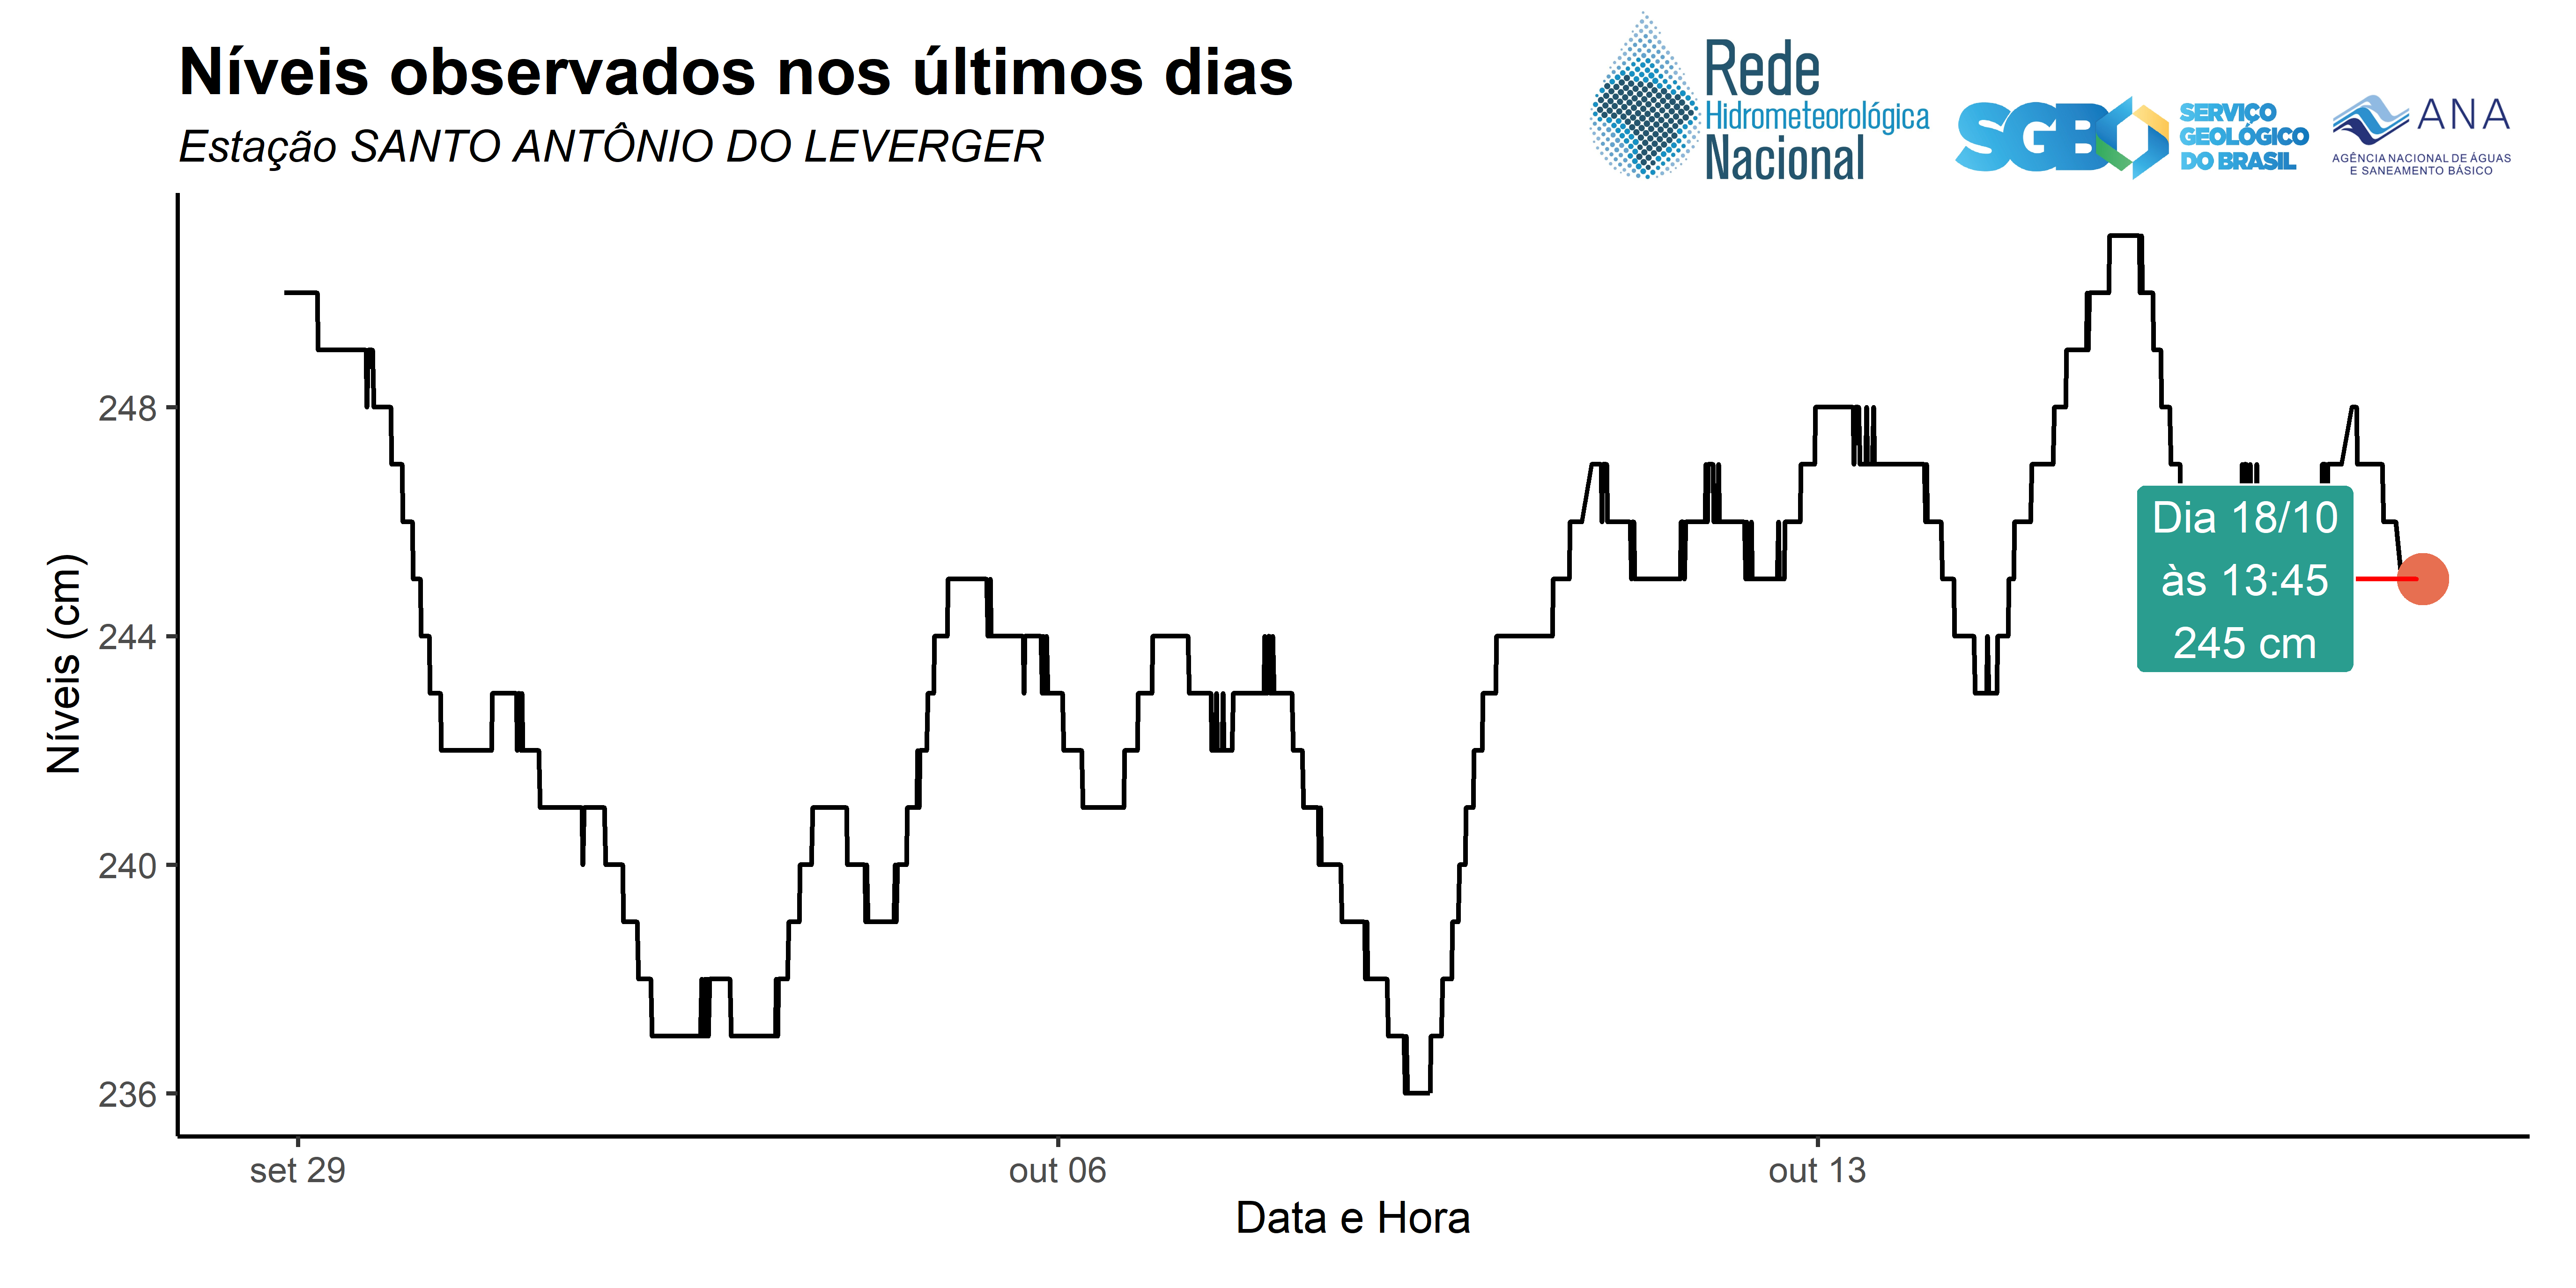 Níveis observados nos últimos dias
Estação SANTO ANTÔNIO DO LEVERGER
Rede
Hidrometeorológica
Nacional
SGB
SERVIÇO
GEOLÓGICO
DO BRASIL
ANA
AGÊNCIA NACIONAL DE ÁGUAS
E SANEAMENTO BÁSICO
Níveis (cm)
248
244
240
236
Dia 18/10
às 13:45
245 cm
set 29
out 06
out 13
Data e Hora